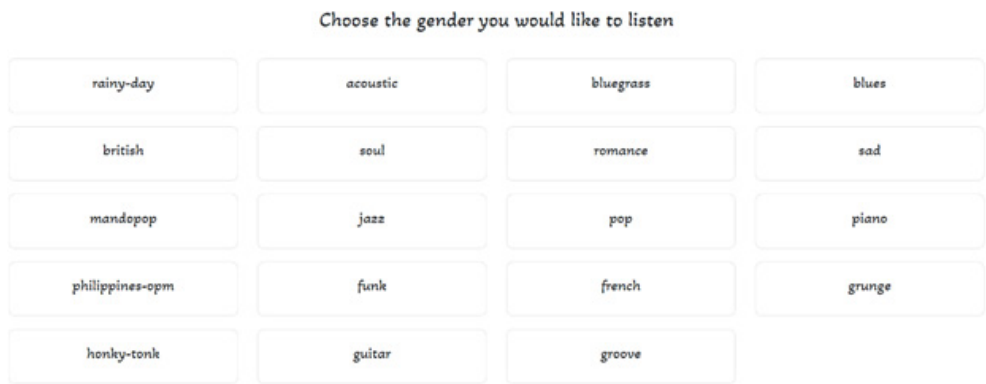 Choose the gender you would like to listen
rainy-day
acoustic
bluegrass
blues
british
soul
romance
sad
mandopop
jazz
pop
piano
philippines-opm
funk
french
grunge
honky-tonk
guitar
groove